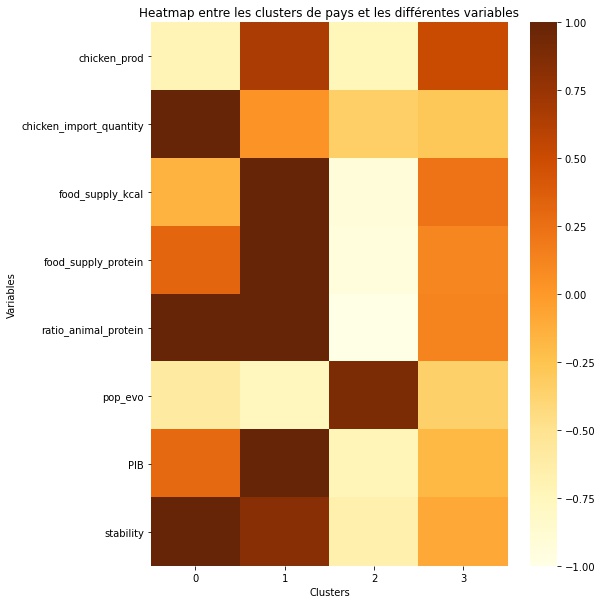 Heatmap entre les clusters de pays et les différentes variables
Variables
chicken_prod
chicken_import_quantity
food_supply_kcal
food_supply_protein
ratio_animal_protein
pop_evo
PIB
stability
0 1 2 3
Clusters
1.00
0.75
0.50
0.25
0.00
−0.25
−0.50
−0.75
−1.00